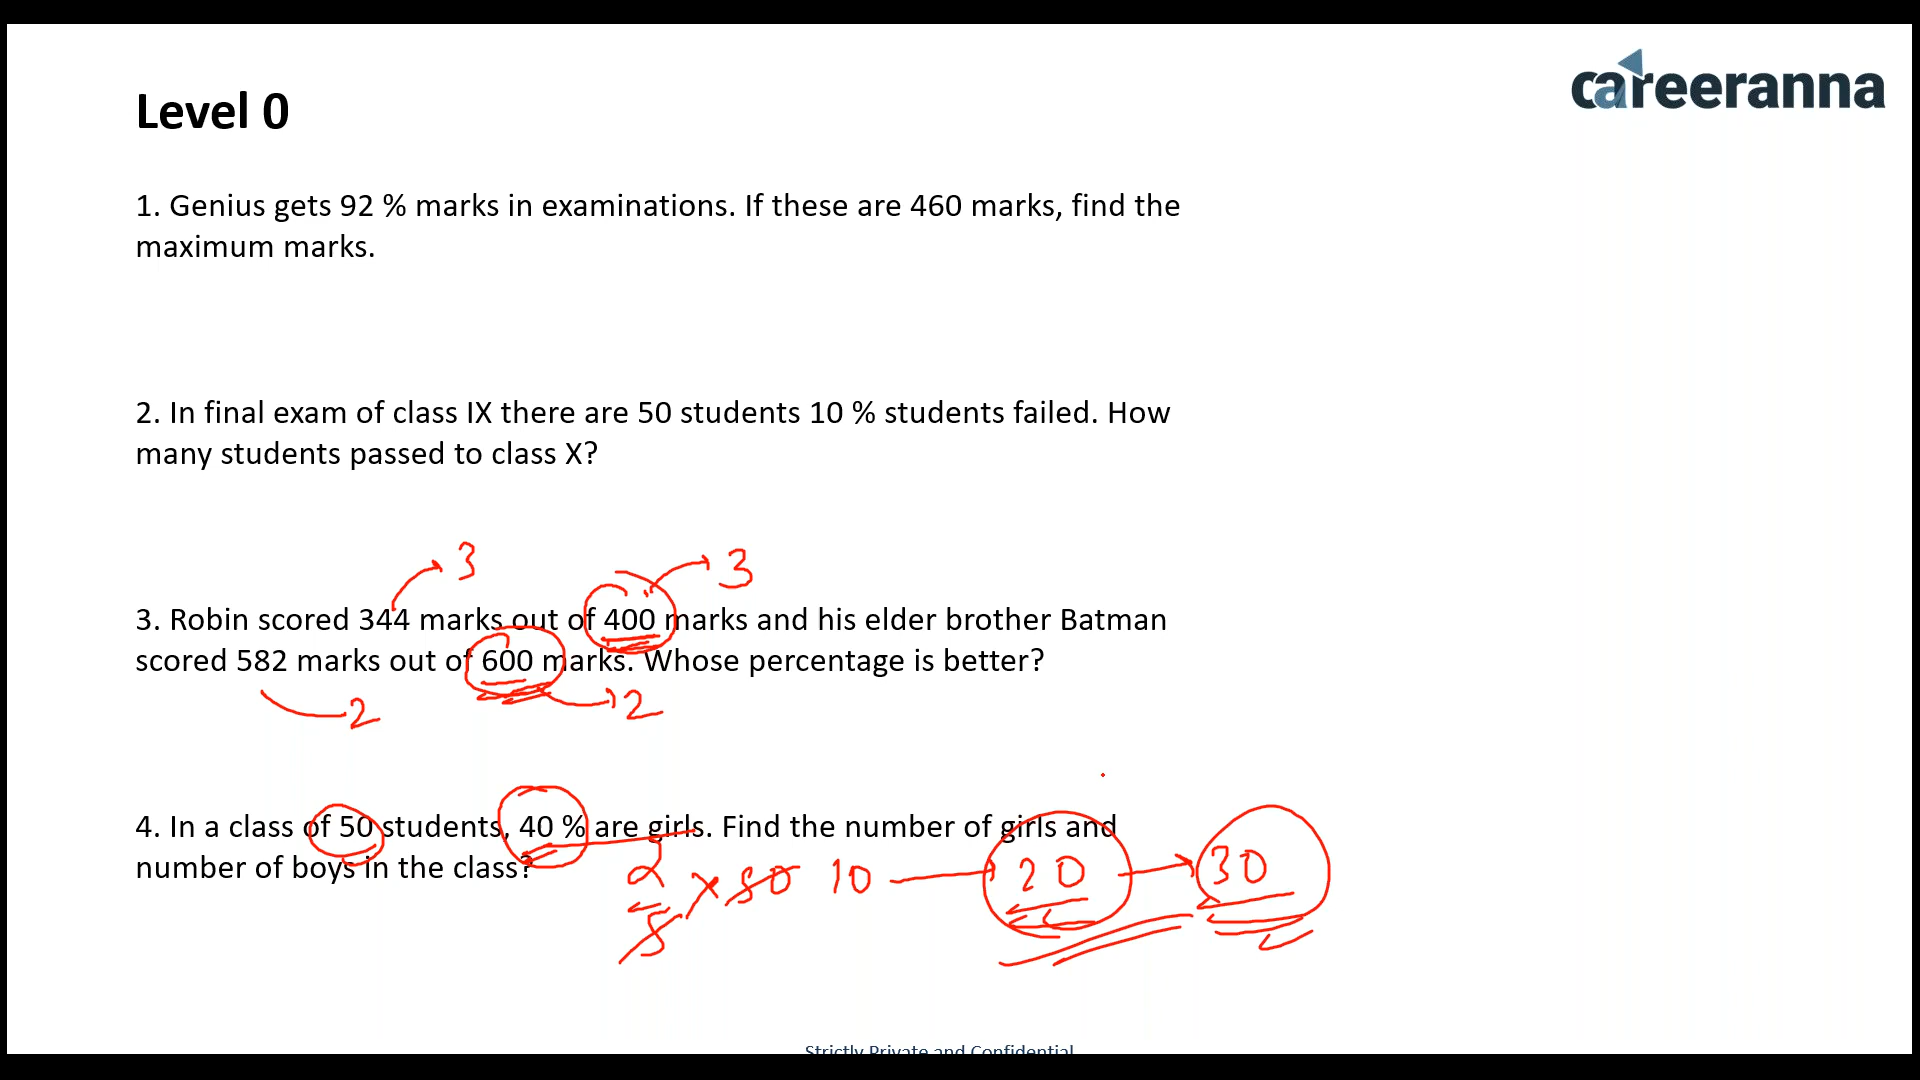 careeranna
Level 0
1. Genius gets 92 % marks in examinations. If these are 460 marks, find the
maximum marks.
2. In final exam of class IX there are 50 students 10 % students failed. How
many students passed to class X?
3 3
3. Robin scored 344 marks out of 400 marks and his elder brother Batman
scored 582 marks out of 600 marks. Whose percentage is better?
2 2
4. In a class of 50 students, 40 % are girls. Find the number of girls and
number of boys in the class?
2/5 × 50 10 → 20 → 30
Strictly Private and Confidential